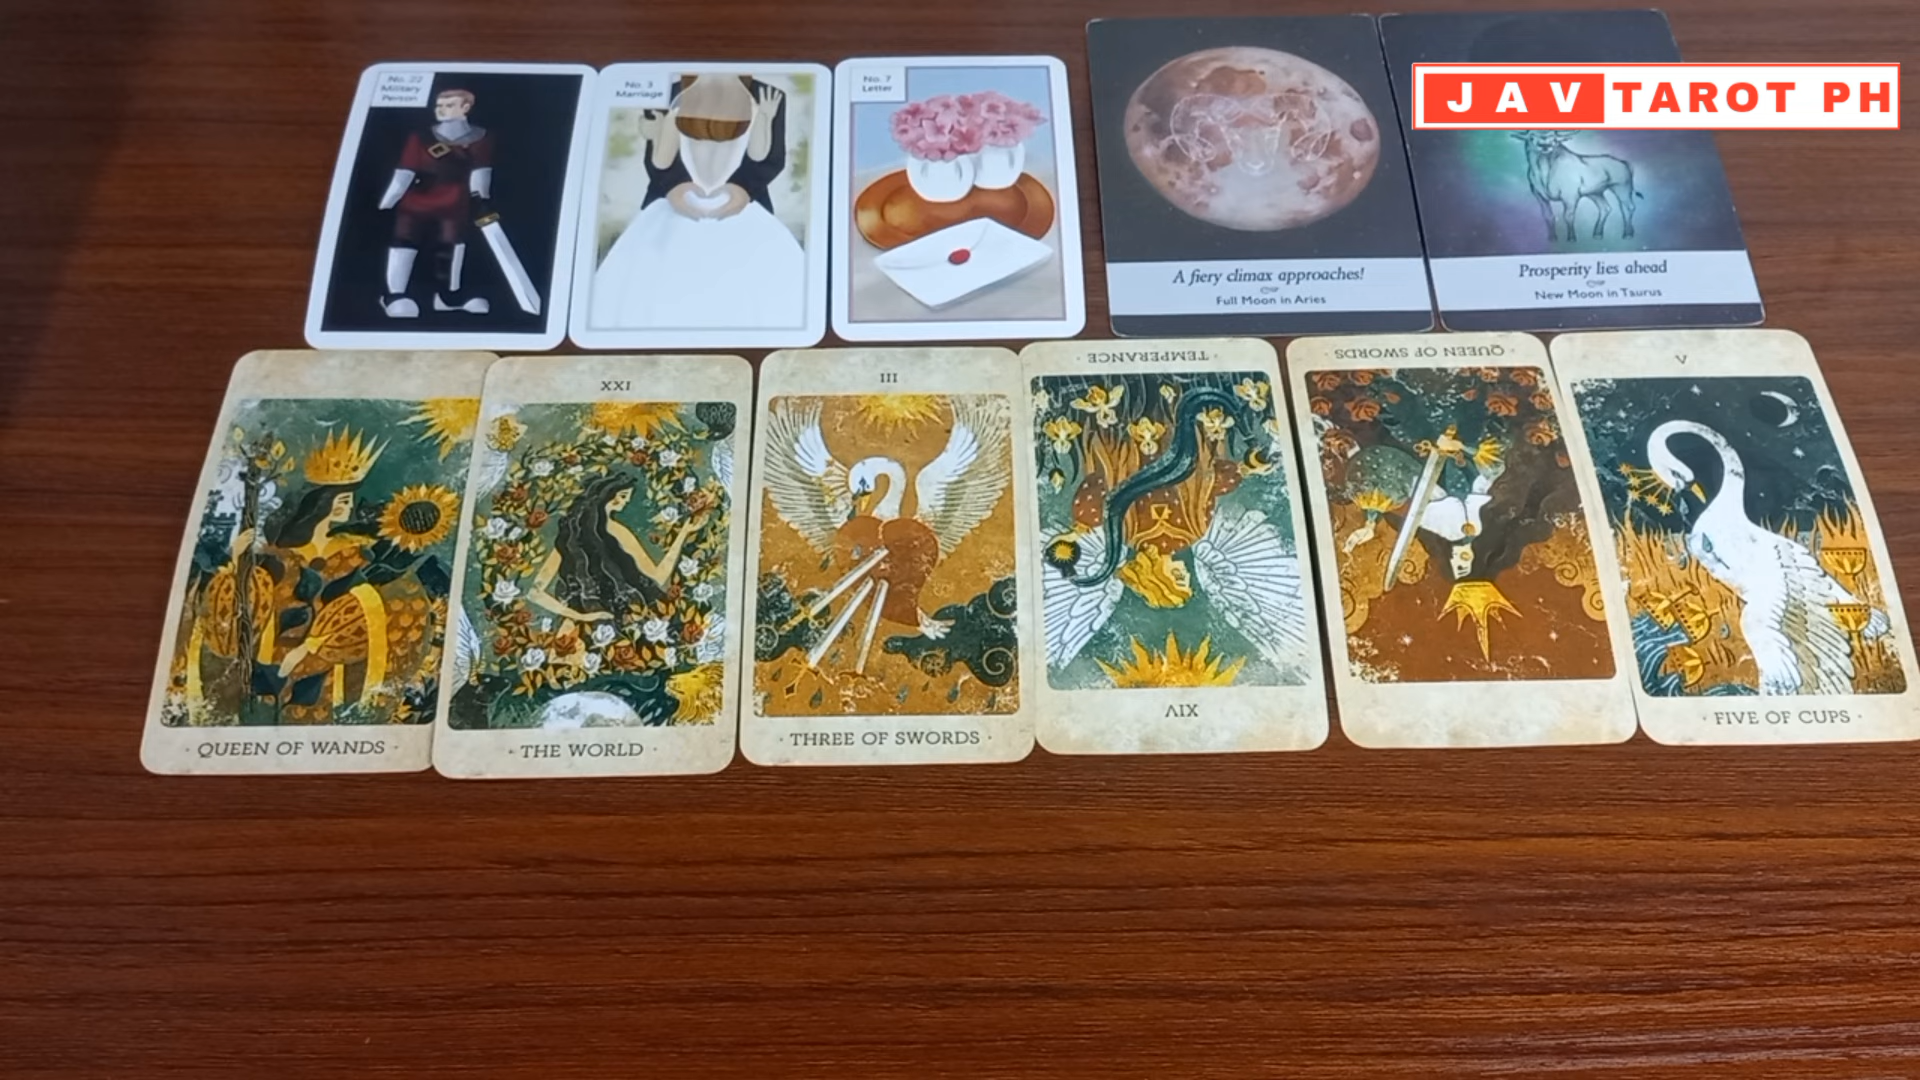 No. 22
Military
Person
No. 3
Marriage
No. 7
Letter
A fiery climax approaches!
Full Moon in Aries
Prosperity lies ahead
New Moon in Taurus
JAV TAROT PH
· QUEEN OF WANDS ·
XXI
· THE WORLD ·
III
· THREE OF SWORDS ·
· TEMPERANCE ·
XIV
· QUEEN OF SWORDS ·
V
· FIVE OF CUPS ·